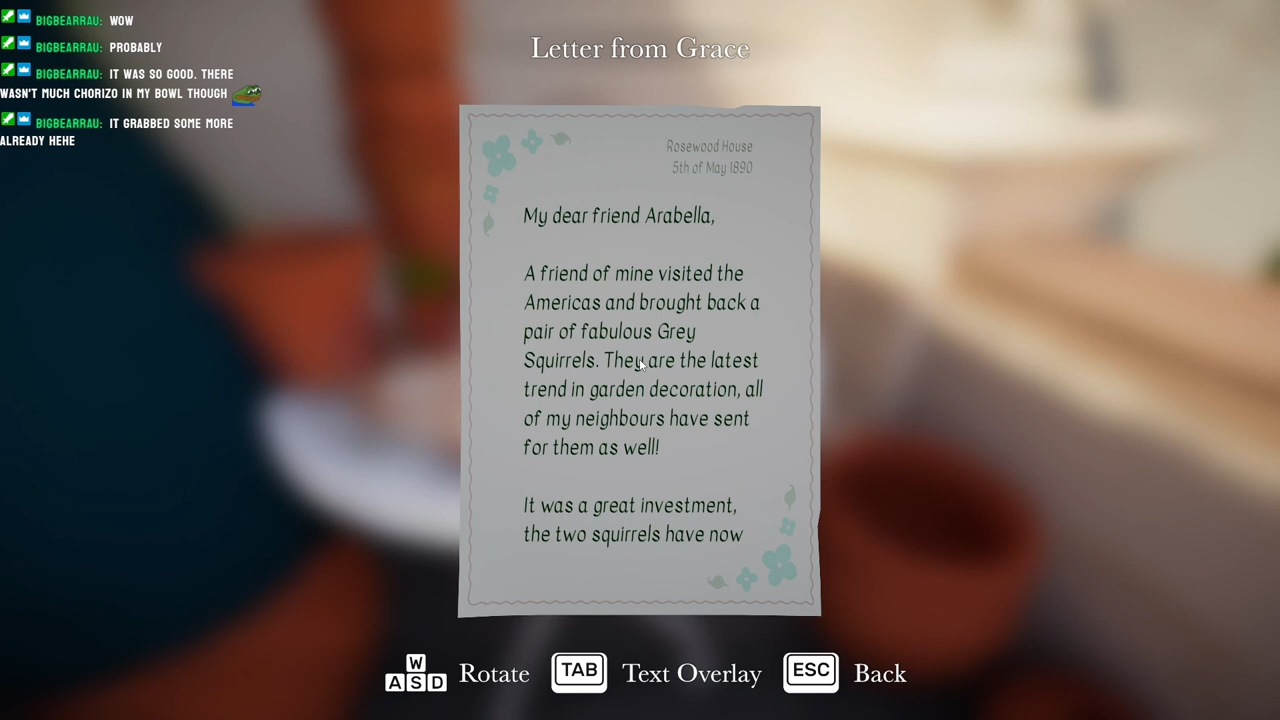 BIGBEARRAU: WOW
BIGBEARRAU: PROBABLY
BIGBEARRAU: IT WAS SO GOOD. THERE
WASN'T MUCH CHORIZO IN MY BOWL THOUGH
BIGBEARRAU: IT GRABBED SOME MORE
ALREADY HEHE
Letter from Grace
Rosewood House
5th of May 1890
My dear friend Arabella,
A friend of mine visited the
Americas and brought back a
pair of fabulous Grey
Squirrels. They are the latest
trend in garden decoration, all
of my neighbours have sent
for them as well!
It was a great investment,
the two squirrels have now
W
A S D Rotate TAB Text Overlay ESC Back